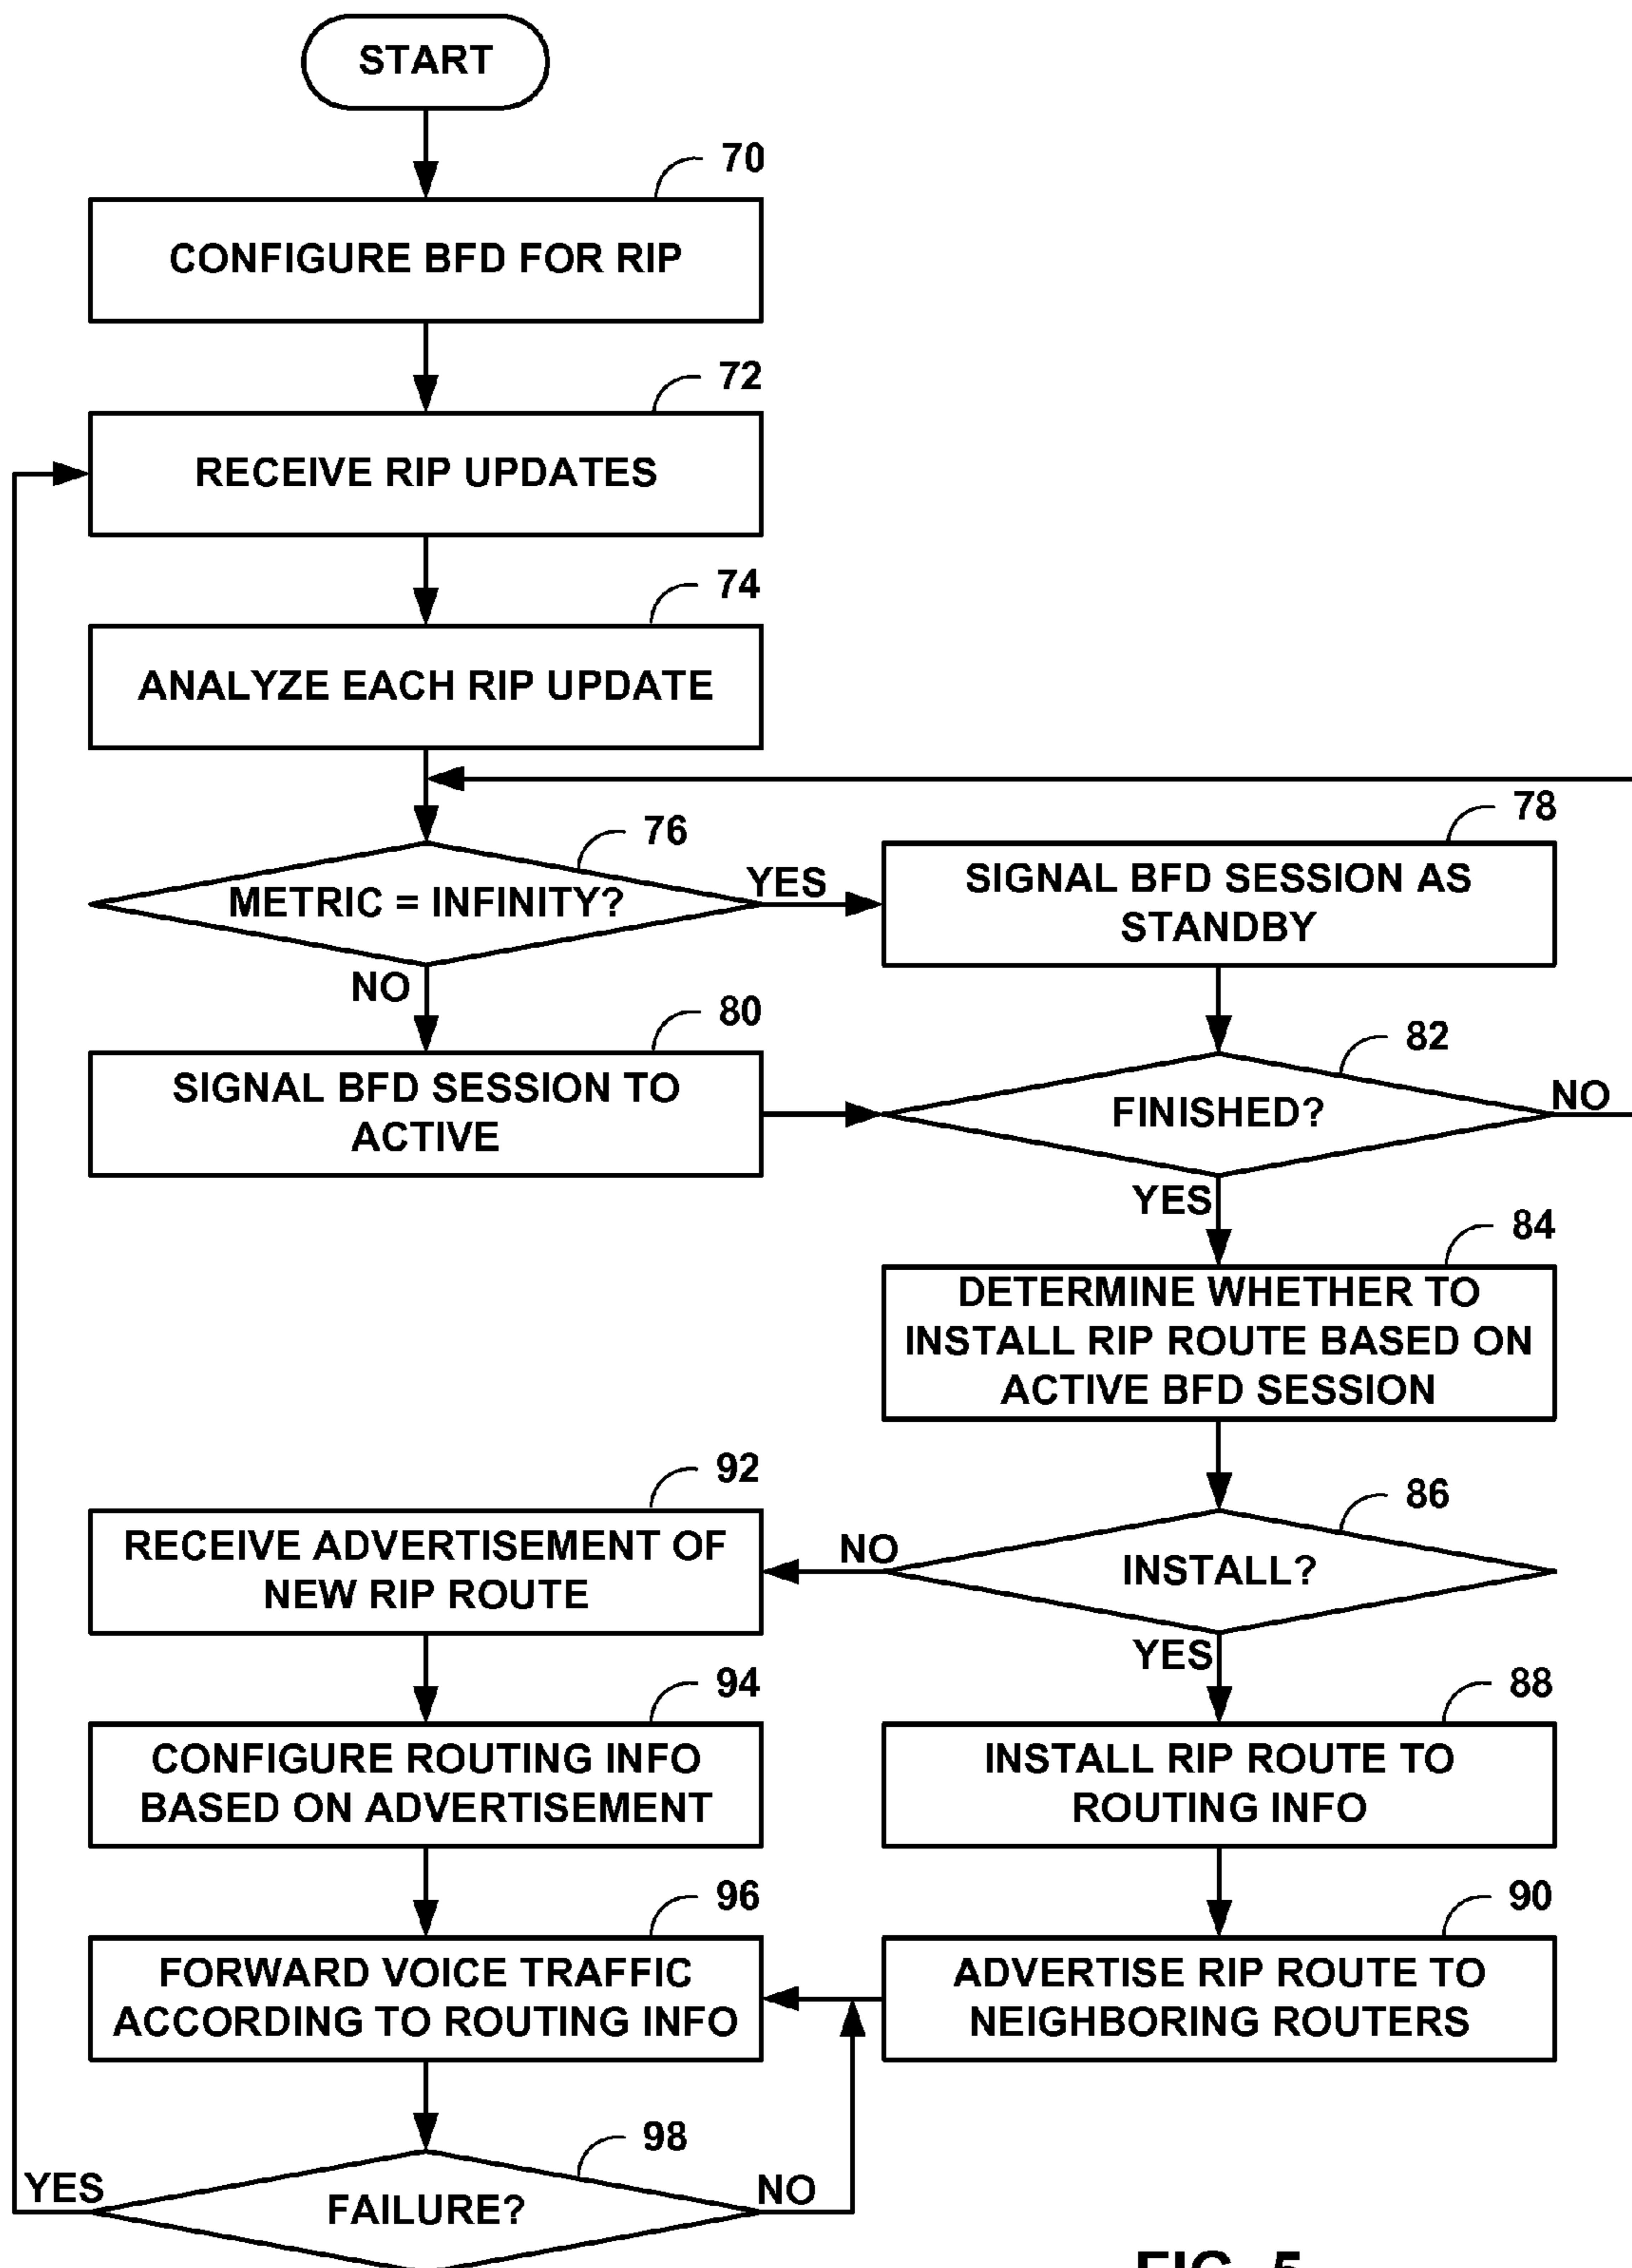 START
70
CONFIGURE BFD FOR RIP
72
RECEIVE RIP UPDATES
74
ANALYZE EACH RIP UPDATE
76
METRIC = INFINITY?
YES
78
SIGNAL BFD SESSION AS
STANDBY
NO
80
SIGNAL BFD SESSION TO
ACTIVE
82
FINISHED?
NO
YES
84
DETERMINE WHETHER TO
INSTALL RIP ROUTE BASED ON
ACTIVE BFD SESSION
86
INSTALL?
NO
92
RECEIVE ADVERTISEMENT OF
NEW RIP ROUTE
YES
88
INSTALL RIP ROUTE TO
ROUTING INFO
94
CONFIGURE ROUTING INFO
BASED ON ADVERTISEMENT
90
ADVERTISE RIP ROUTE TO
NEIGHBORING ROUTERS
96
FORWARD VOICE TRAFFIC
ACCORDING TO ROUTING INFO
98
FAILURE?
YES
NO
FIG. 5